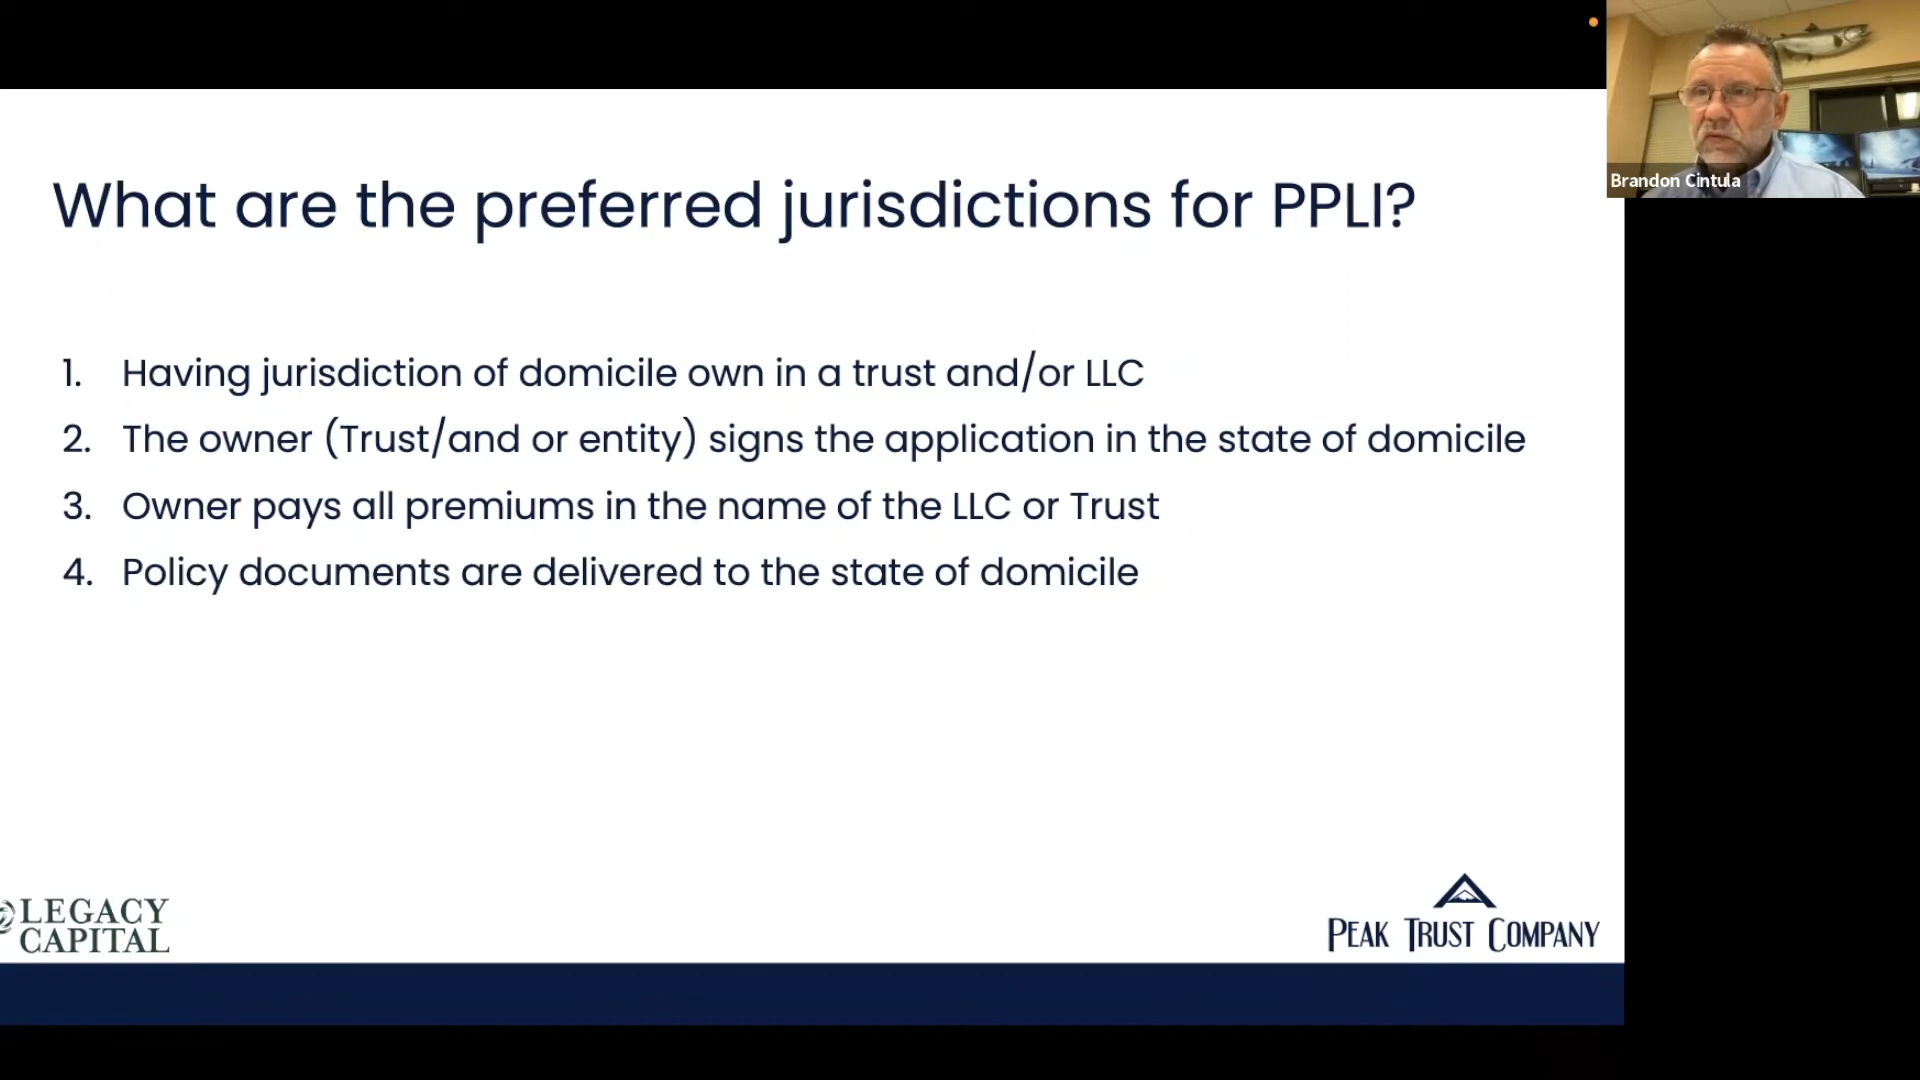 Brandon Cintula
What are the preferred jurisdictions for PPLI?
1. Having jurisdiction of domicile own in a trust and/or LLC
2. The owner (Trust/and or entity) signs the application in the state of domicile
3. Owner pays all premiums in the name of the LLC or Trust
4. Policy documents are delivered to the state of domicile
LEGACY
CAPITAL
PEAK TRUST COMPANY